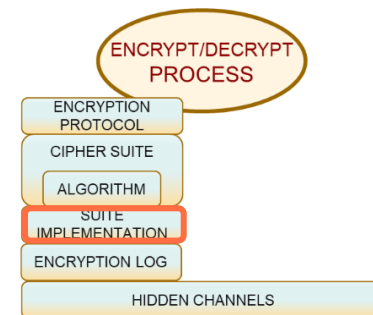 ENCRYPT/DECRYPT
PROCESS
ENCRYPTION
PROTOCOL
CIPHER SUITE
ALGORITHM
SUITE
IMPLEMENTATION
ENCRYPTION LOG
HIDDEN CHANNELS